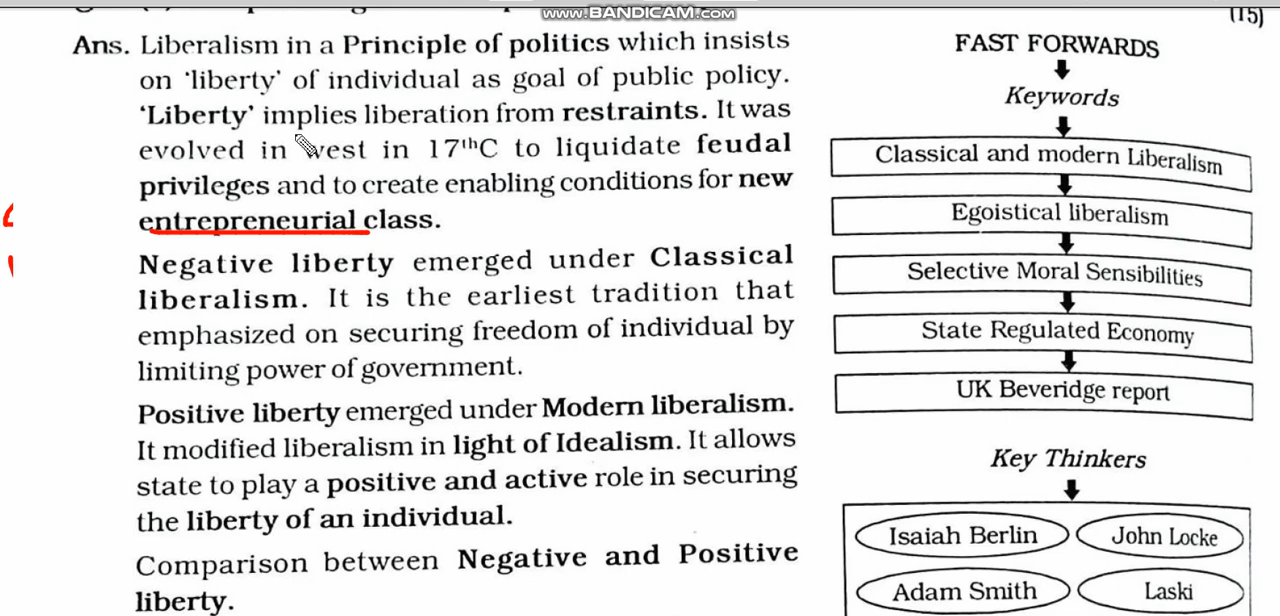 www.BANDICAM.com
(15)
Ans. Liberalism in a Principle of politics which insists
on ‘liberty’ of individual as goal of public policy.
‘Liberty’ implies liberation from restraints. It was
evolved in west in 17thC to liquidate feudal
privileges and to create enabling conditions for new
entrepreneurial class.
Negative liberty emerged under Classical
liberalism. It is the earliest tradition that
emphasized on securing freedom of individual by
limiting power of government.
Positive liberty emerged under Modern liberalism.
It modified liberalism in light of Idealism. It allows
state to play a positive and active role in securing
the liberty of an individual.
Comparison between Negative and Positive
liberty.
FAST FORWARDS
Keywords
Classical and modern Liberalism
Egoistical liberalism
Selective Moral Sensibilities
State Regulated Economy
UK Beveridge report
Key Thinkers
Isaiah Berlin
John Locke
Adam Smith
Laski